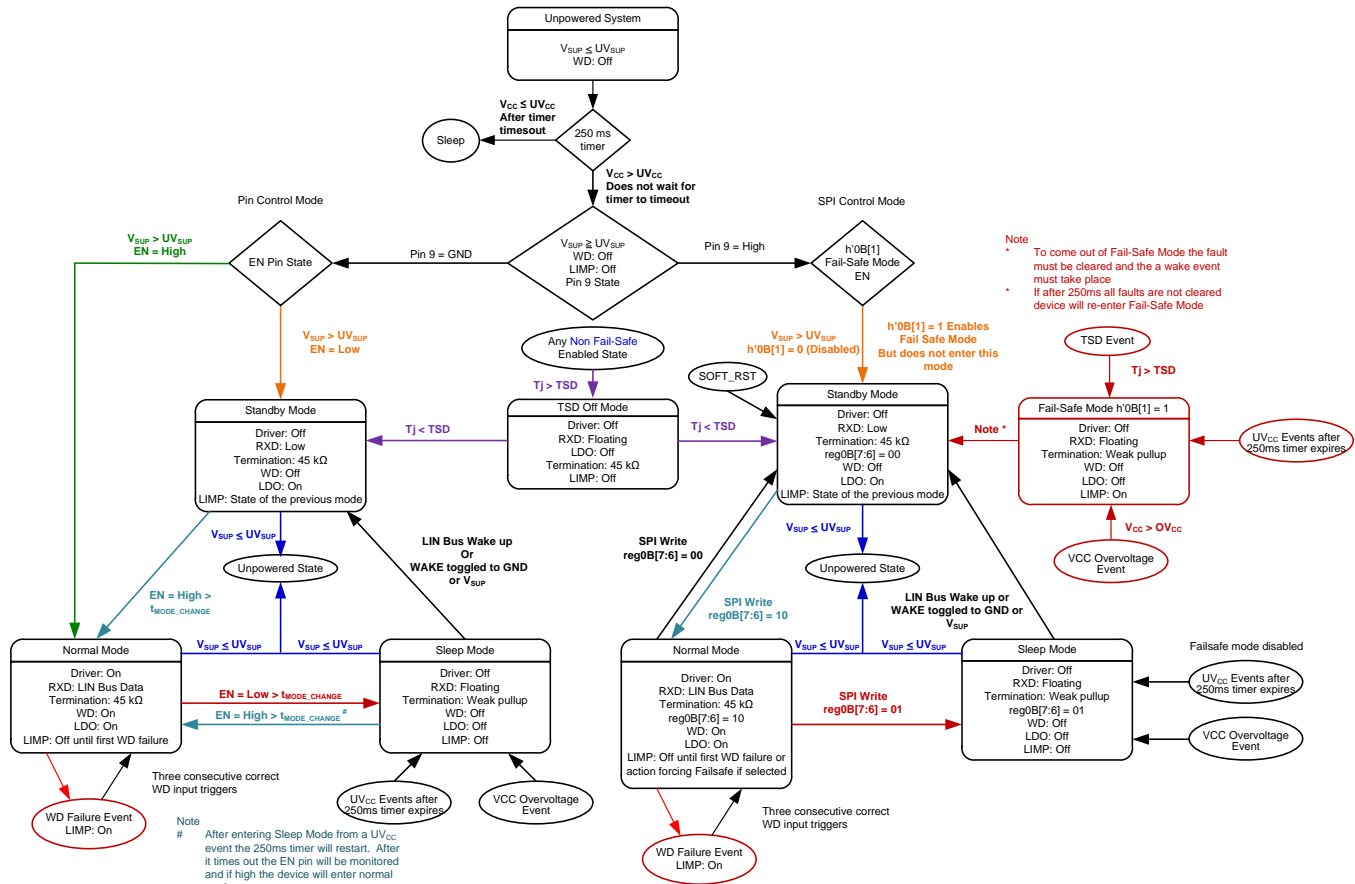 Unpowered System
VSUP ≤ UVSUP
WD: Off
VCC ≤ UVCC
After timer
timesout
Sleep
250 ms
timer
VCC > UVCC
Does not wait for
timer to timeout
Pin Control Mode
SPI Control Mode
VSUP > UVSUP
EN = High
EN Pin State
Pin 9 = GND
VSUP ≧ UVSUP
WD: Off
LIMP: Off
Pin 9 State
Pin 9 = High
h'0B[1]
Fail-Safe Mode
EN
Note
* To come out of Fail-Safe Mode the fault
must be cleared and the a wake event
must take place
* If after 250ms all faults are not cleared
device will re-enter Fail-Safe Mode
VSUP > UVSUP
EN = Low
Any Non Fail-Safe
Enabled State
VSUP > UVSUP
h'0B[1] = 0 (Disabled)
h'0B[1] = 1 Enables
Fail Safe Mode
But does not enter this
mode
TSD Event
SOFT_RST
Tj > TSD
Tj > TSD
Standby Mode
Driver: Off
RXD: Low
Termination: 45 kΩ
WD: Off
LDO: On
LIMP: State of the previous mode
Tj < TSD
TSD Off Mode
Driver: Off
RXD: Floating
LDO: Off
Termination: 45 kΩ
LIMP: Off
Tj < TSD
Standby Mode
Driver: Off
RXD: Low
Termination: 45 kΩ
reg0B[7:6] = 00
WD: Off
LDO: On
LIMP: State of the previous mode
Note *
Fail-Safe Mode h'0B[1] = 1
Driver: Off
RXD: Floating
Termination: Weak pullup
WD: Off
LDO: Off
LIMP: On
UVCC Events after
250ms timer expires
VCC > OVCC
VCC Overvoltage
Event
VSUP ≤ UVSUP
Unpowered State
LIN Bus Wake up
Or
WAKE toggled to GND
or VSUP
EN = High >
tMODE_CHANGE
VSUP ≤ UVSUP
VSUP ≤ UVSUP
SPI Write
reg0B[7:6] = 00
VSUP ≤ UVSUP
Unpowered State
SPI Write
reg0B[7:6] = 10
LIN Bus Wake up or
WAKE toggled to GND or
VSUP
VSUP ≤ UVSUP
VSUP ≤ UVSUP
Normal Mode
Driver: On
RXD: LIN Bus Data
Termination: 45 kΩ
WD: On
LDO: On
LIMP: Off until first WD failure
EN = Low > tMODE_CHANGE
EN = High > tMODE_CHANGE #
Sleep Mode
Driver: Off
RXD: Floating
Termination: Weak pullup
WD: Off
LDO: Off
LIMP: Off
Normal Mode
Driver: On
RXD: LIN Bus Data
Termination: 45 kΩ
reg0B[7:6] = 10
WD: On
LDO: On
LIMP: Off until first WD failure or
action forcing Failsafe if selected
SPI Write
reg0B[7:6] = 01
Sleep Mode
Driver: Off
RXD: Floating
Termination: Weak pullup
reg0B[7:6] = 01
WD: Off
LDO: Off
LIMP: Off
Failsafe mode disabled
UVCC Events after
250ms timer expires
VCC Overvoltage
Event
Three consecutive correct
WD input triggers
WD Failure Event
LIMP: On
UVCC Events after
250ms timer expires
VCC Overvoltage
Event
Three consecutive correct
WD input triggers
WD Failure Event
LIMP: On
Note
# After entering Sleep Mode from a UVCC
event the 250ms timer will restart. After
it times out the EN pin will be monitored
and if high the device will enter normal